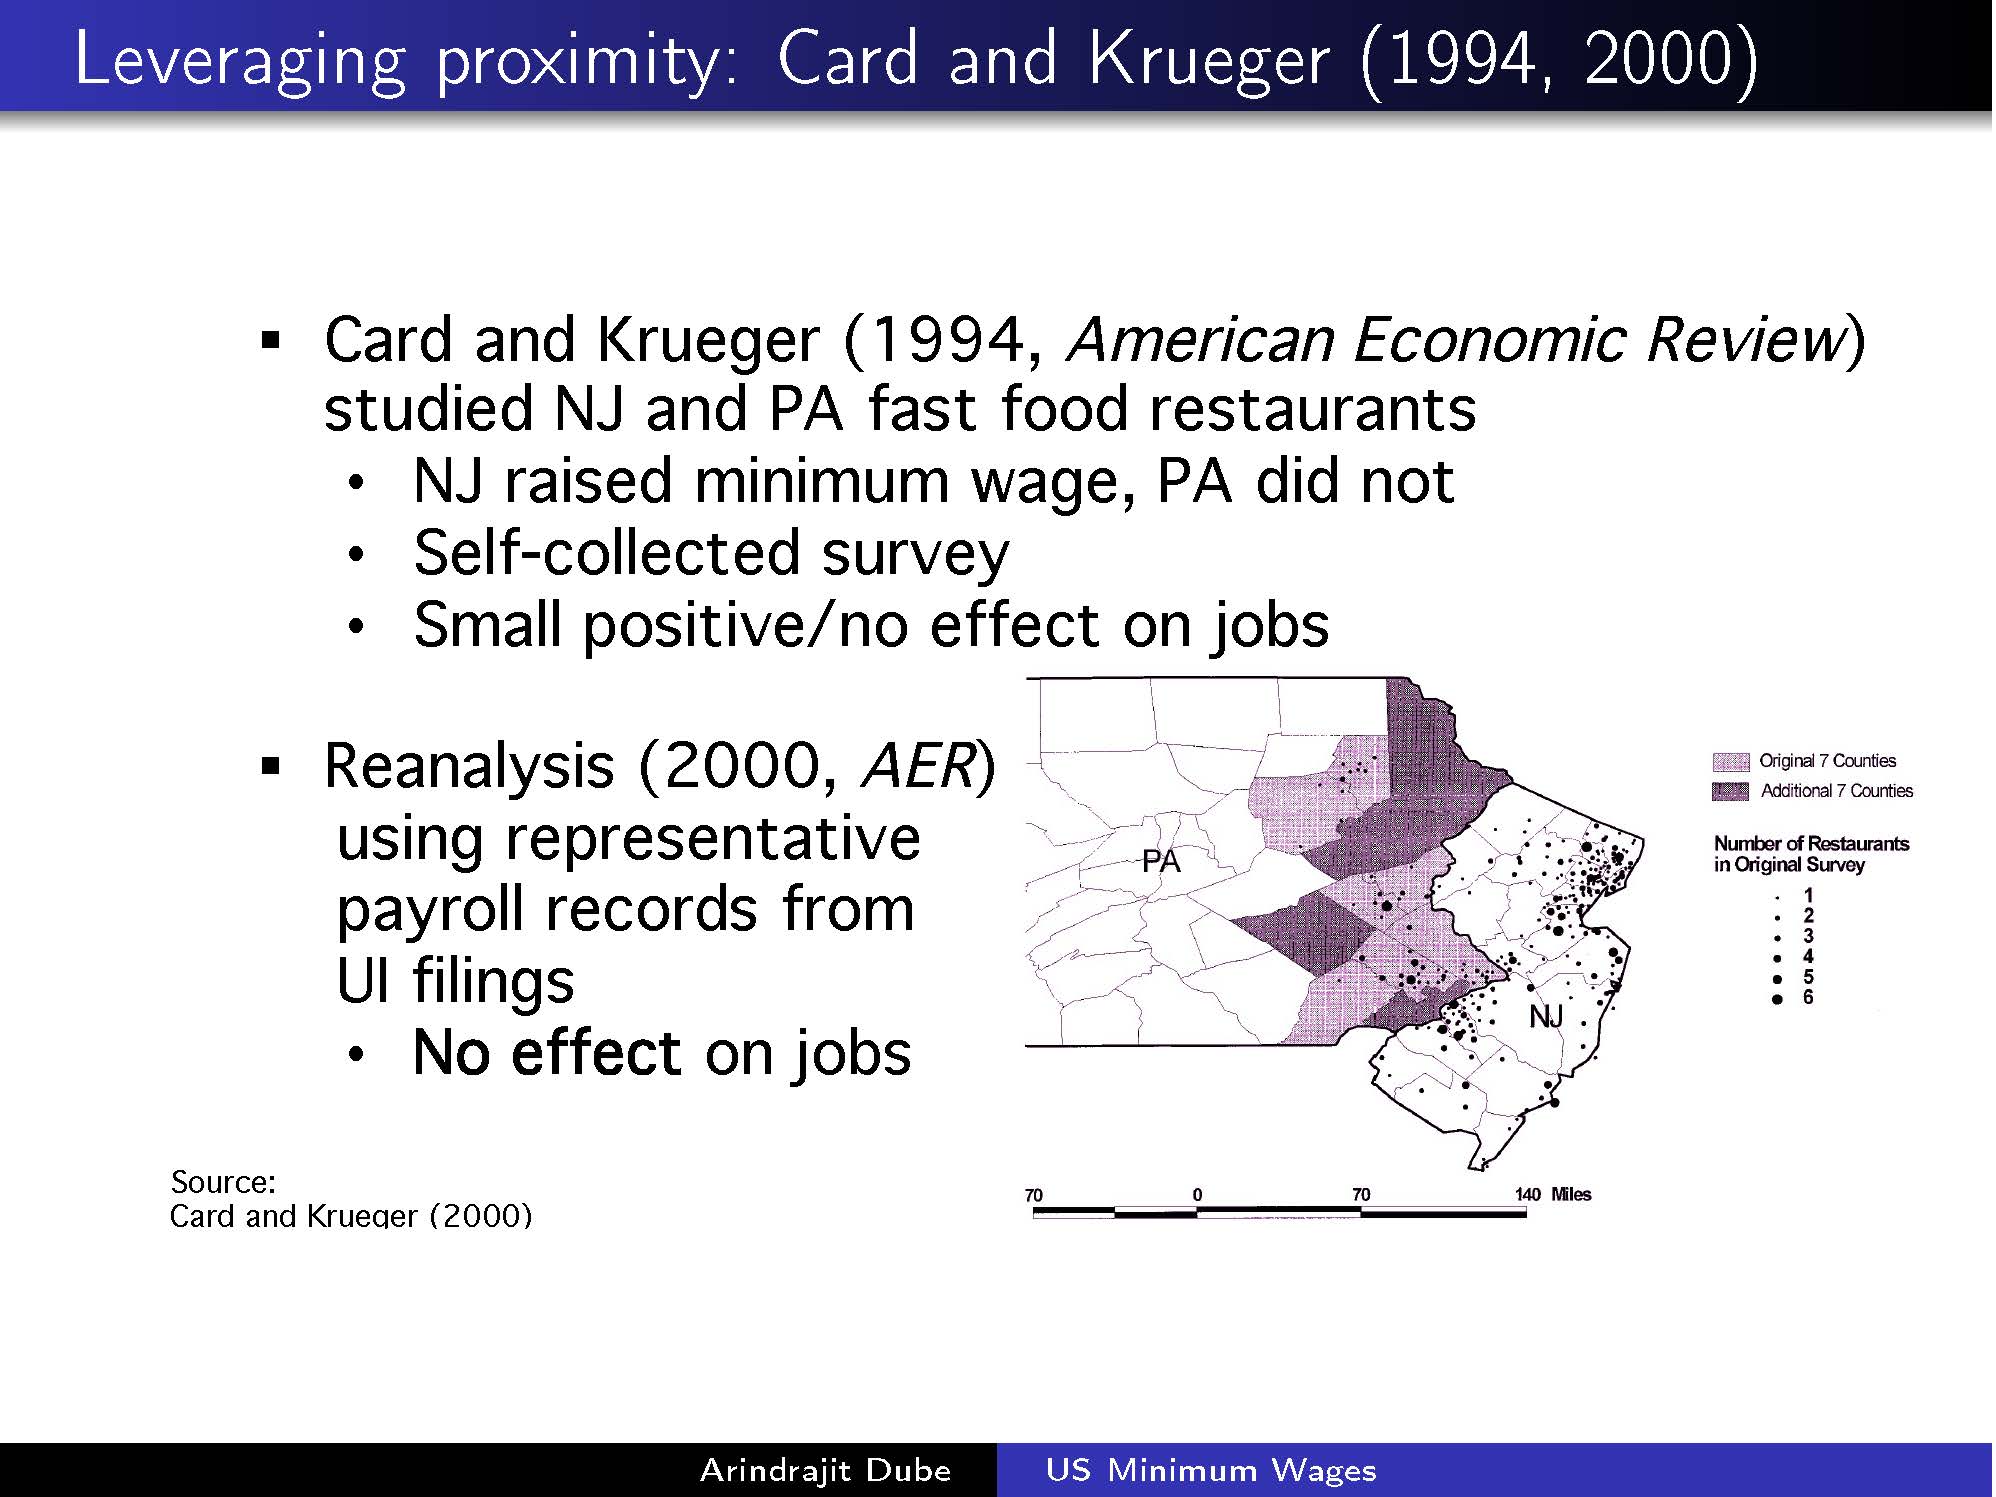 Leveraging proximity: Card and Krueger (1994, 2000)
▪ Card and Krueger (1994, American Economic Review)
studied NJ and PA fast food restaurants
• NJ raised minimum wage, PA did not
• Self-collected survey
• Small positive/no effect on jobs
▪ Reanalysis (2000, AER)
using representative
payroll records from
UI filings
• No effect on jobs
Source:
Card and Krueger (2000)
PA
NJ
Original 7 Counties
Additional 7 Counties
Number of Restaurants
in Original Survey
1
2
3
4
5
6
70 0 70 140 Miles
Arindrajit Dube US Minimum Wages